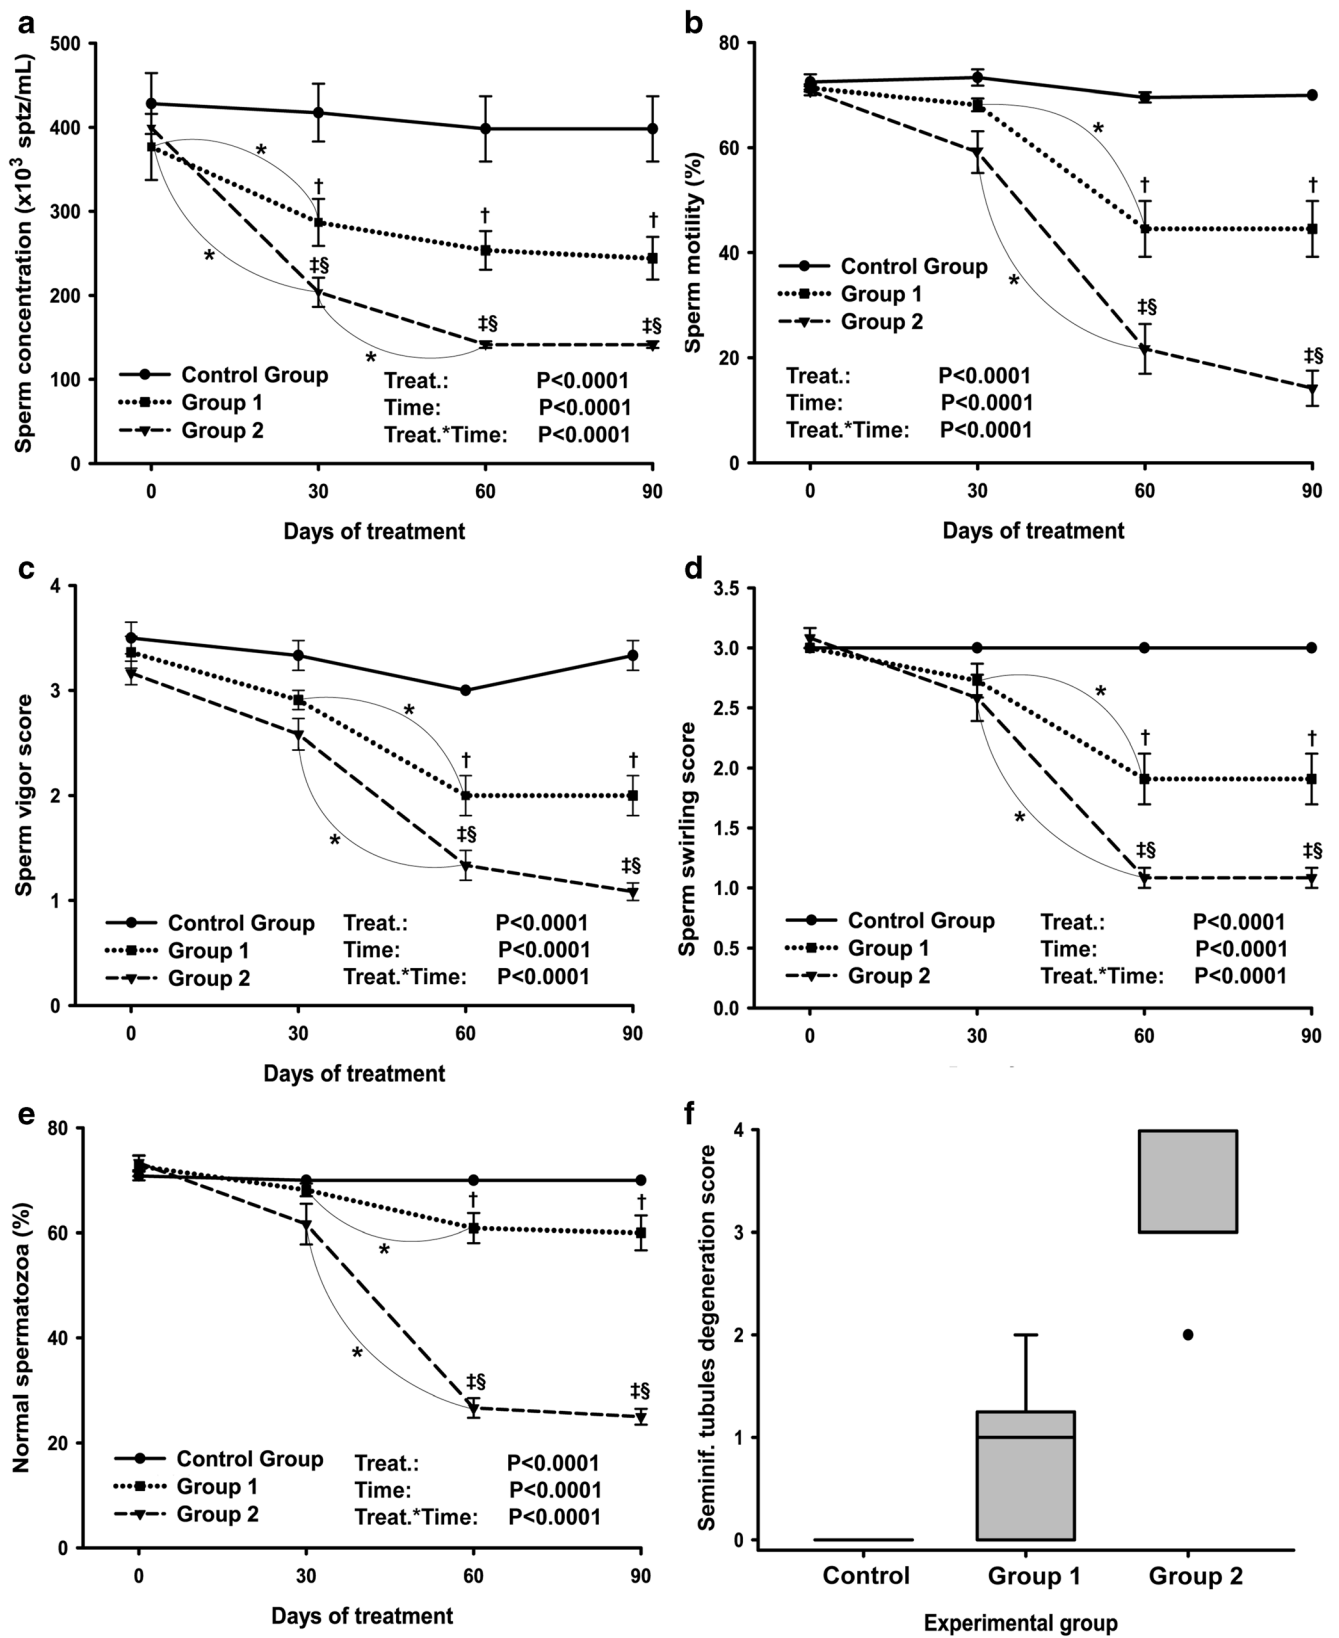 a
Sperm concentration (x10³ sptz/mL)
500
400
300
200
100
0
*
*
*
†
†
†
‡§
‡§
‡§
Control Group
Group 1
Group 2
Treat.: P<0.0001
Time: P<0.0001
Treat.*Time: P<0.0001
0 30 60 90
Days of treatment
b
Sperm motility (%)
80
60
40
20
0
*
*
†
†
‡§
‡§
Control Group
Group 1
Group 2
Treat.: P<0.0001
Time: P<0.0001
Treat.*Time: P<0.0001
0 30 60 90
Days of treatment
c
Sperm vigor score
4
3
2
1
0
*
*
†
†
‡§
‡§
Control Group
Group 1
Group 2
Treat.: P<0.0001
Time: P<0.0001
Treat.*Time: P<0.0001
0 30 60 90
Days of treatment
d
Sperm swirling score
3.5
3.0
2.5
2.0
1.5
1.0
0.5
0.0
*
*
†
†
‡§
‡§
Control Group
Group 1
Group 2
Treat.: P<0.0001
Time: P<0.0001
Treat.*Time: P<0.0001
0 30 60 90
e
Normal spermatozoa (%)
80
60
40
20
0
*
*
†
†
‡§
‡§
Control Group
Group 1
Group 2
Treat.: P<0.0001
Time: P<0.0001
Treat.*Time: P<0.0001
0 30 60 90
Days of treatment
f
Seminif. tubules degeneration score
4
3
2
1
0
Control Group 1 Group 2
Experimental group